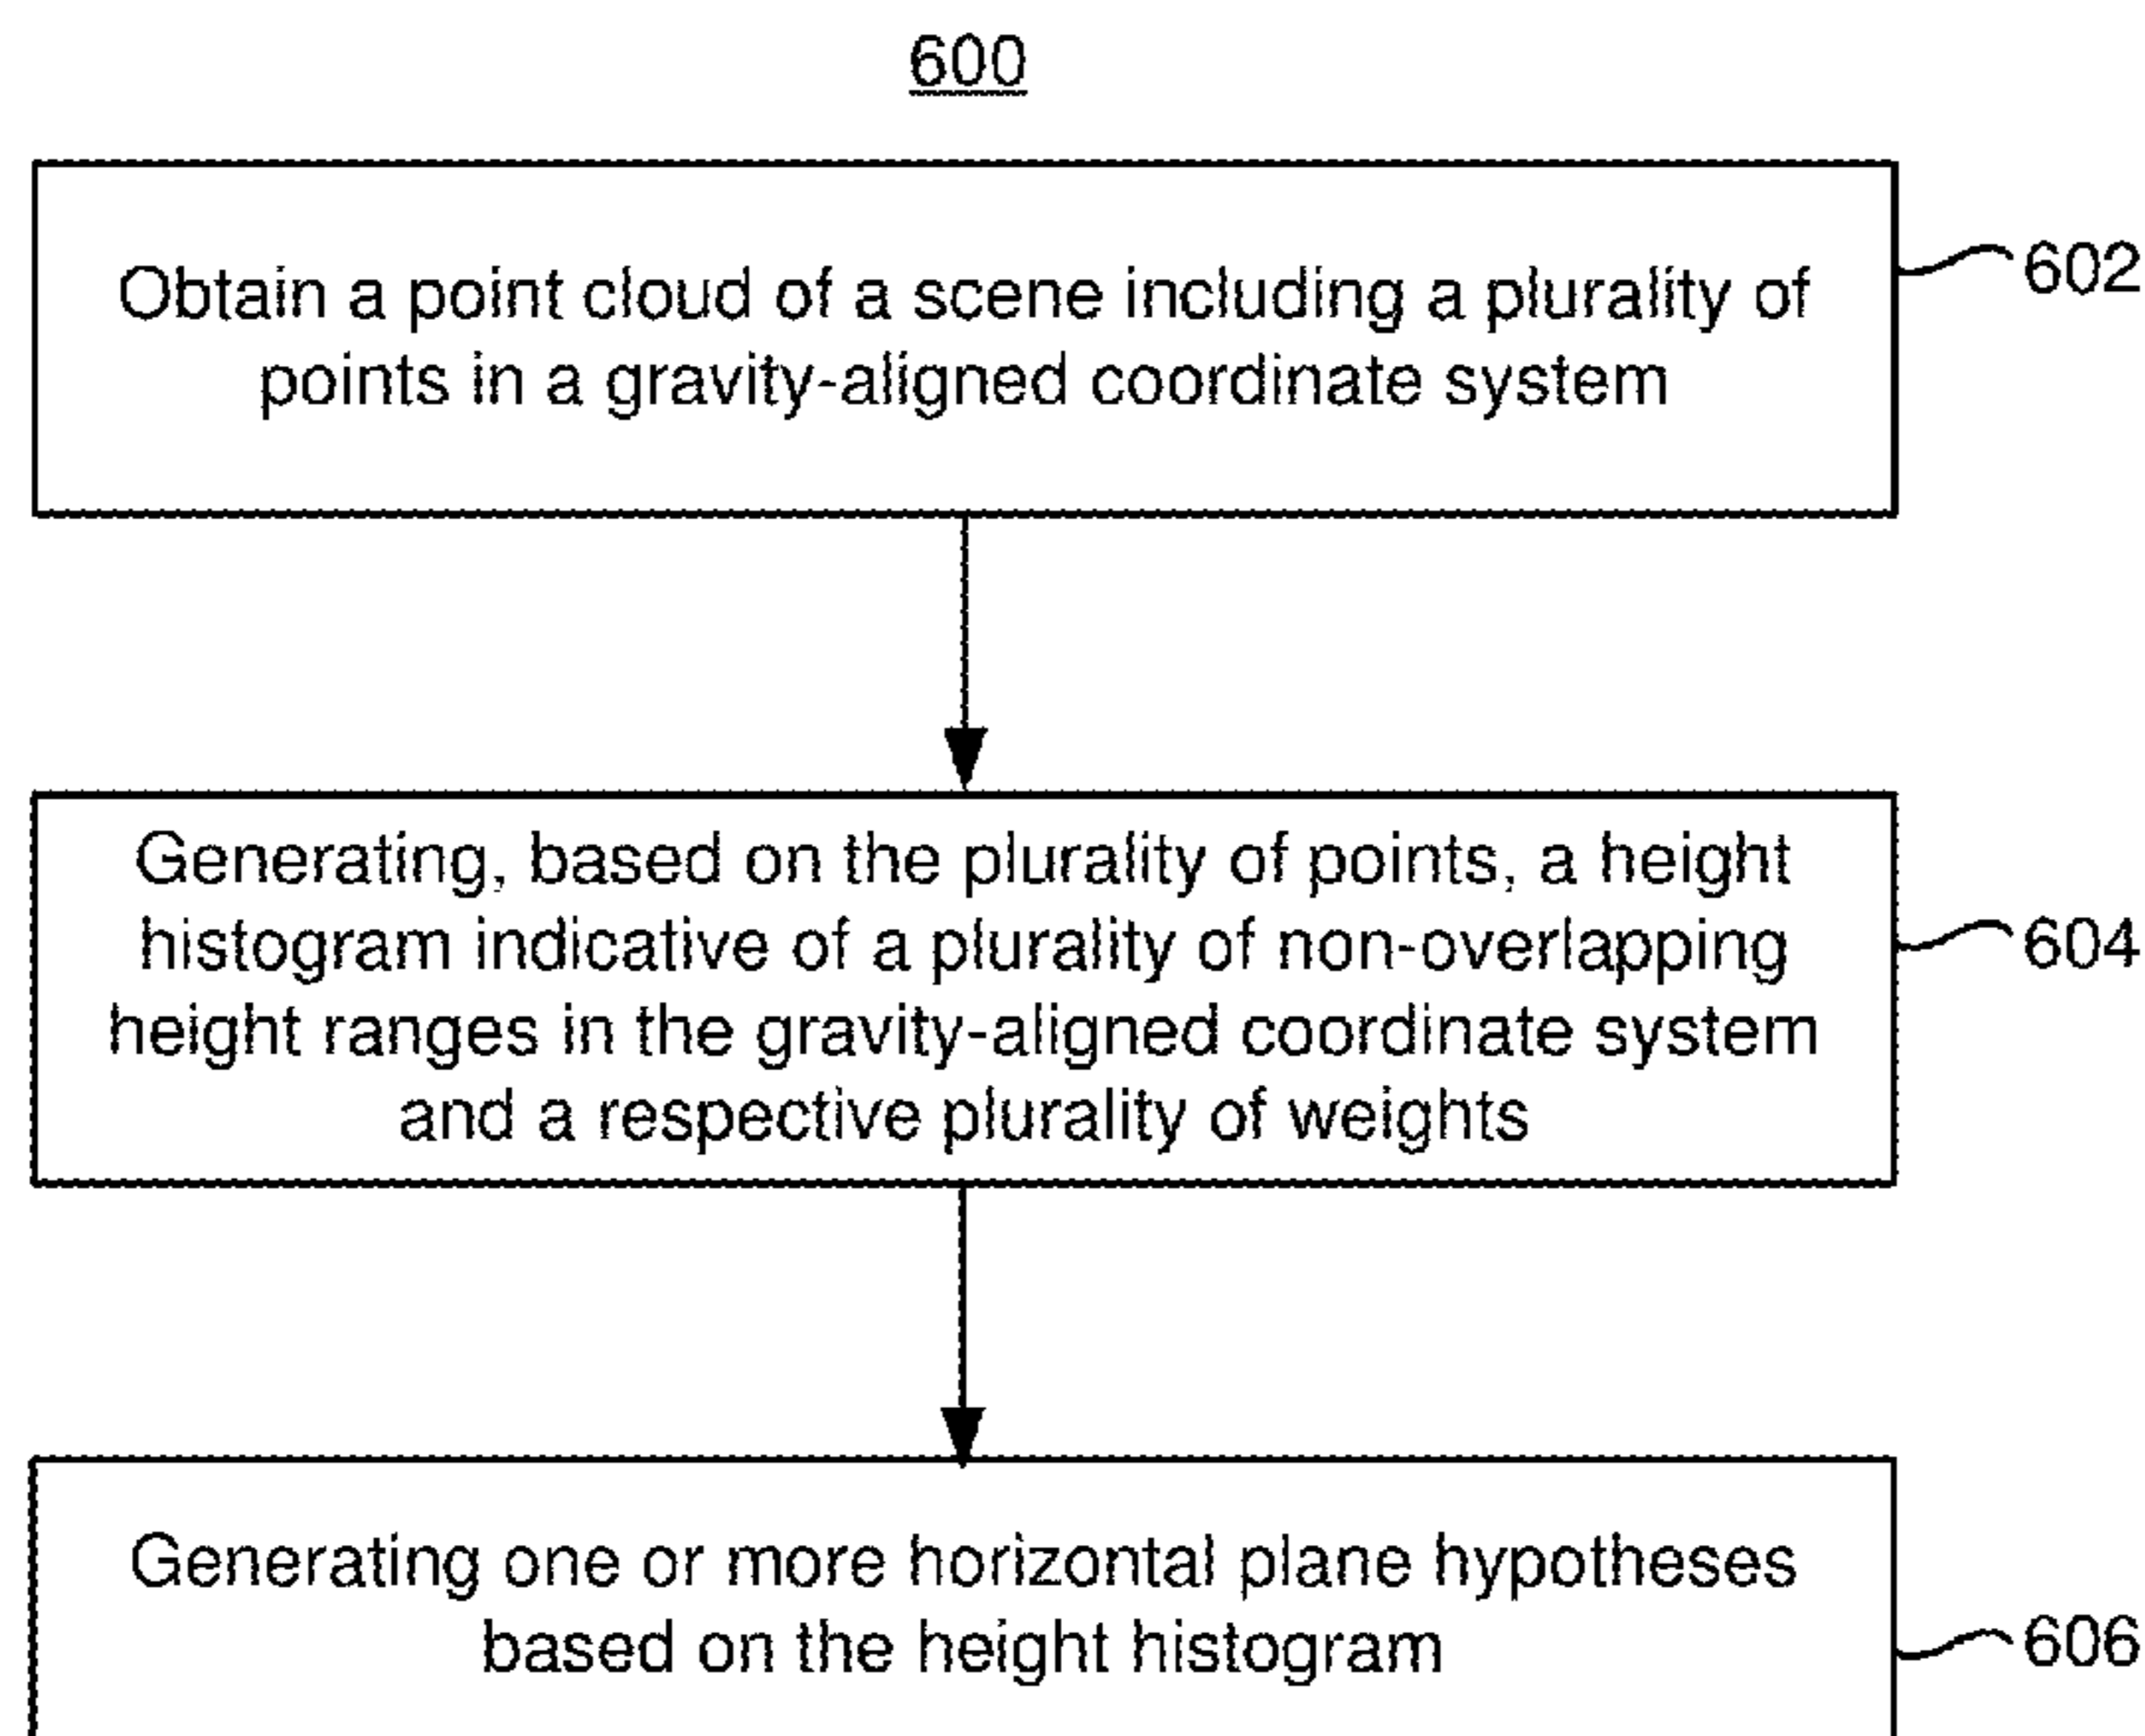 600
Obtain a point cloud of a scene including a plurality of
points in a gravity-aligned coordinate system
602
Generating, based on the plurality of points, a height
histogram indicative of a plurality of non-overlapping
height ranges in the gravity-aligned coordinate system
and a respective plurality of weights
604
Generating one or more horizontal plane hypotheses
based on the height histogram
606